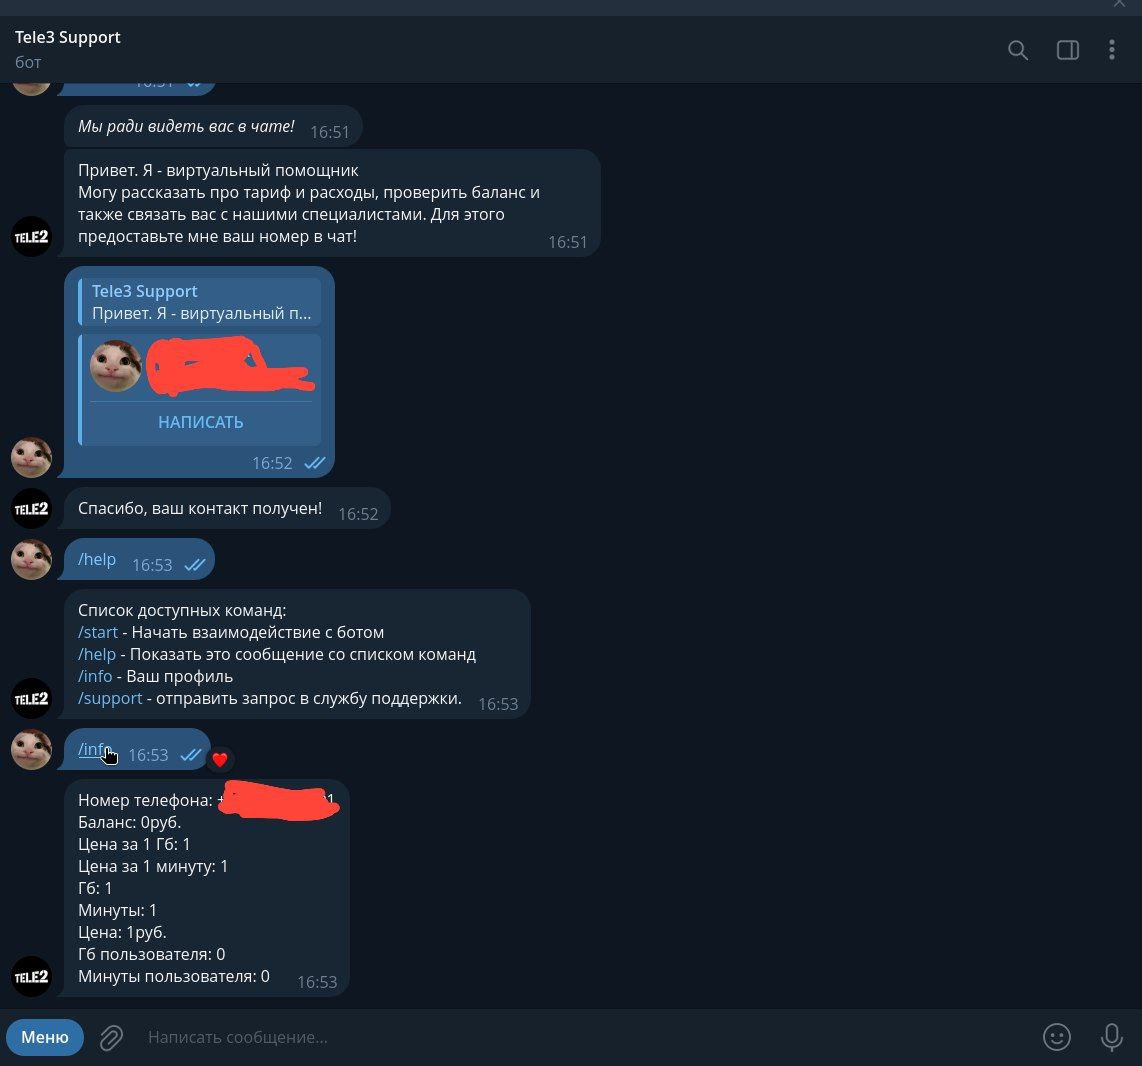 Tele3 Support
бот
16:51
Мы ради видеть вас в чате! 16:51
Привет. Я - виртуальный помощник
Могу рассказать про тариф и расходы, проверить баланс и
также связать вас с нашими специалистами. Для этого
предоставьте мне ваш номер в чат!
16:51
TELE2
Tele3 Support
Привет. Я - виртуальный п...
НАПИСАТЬ
16:52
TELE2
Спасибо, ваш контакт получен! 16:52
/help 16:53
Список доступных команд:
/start - Начать взаимодействие с ботом
/help - Показать это сообщение со списком команд
/info - Ваш профиль
/support - отправить запрос в службу поддержки. 16:53
TELE2
/info 16:53
Номер телефона: + 1
Баланс: 0руб.
Цена за 1 Гб: 1
Цена за 1 минуту: 1
Гб: 1
Минуты: 1
Цена: 1руб.
Гб пользователя: 0
Минуты пользователя: 0 16:53
TELE2
Меню
Написать сообщение...